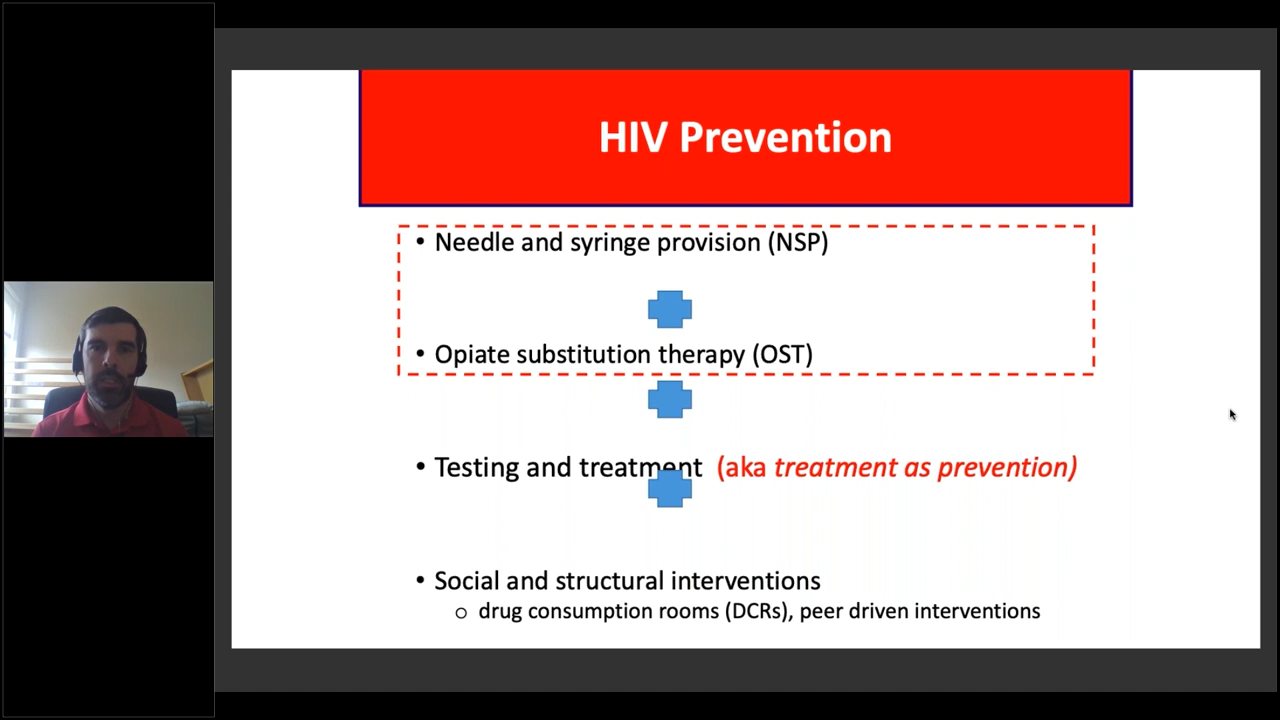 HIV Prevention
• Needle and syringe provision (NSP)
• Opiate substitution therapy (OST)
• Testing and treatment (aka treatment as prevention)
• Social and structural interventions
o drug consumption rooms (DCRs), peer driven interventions